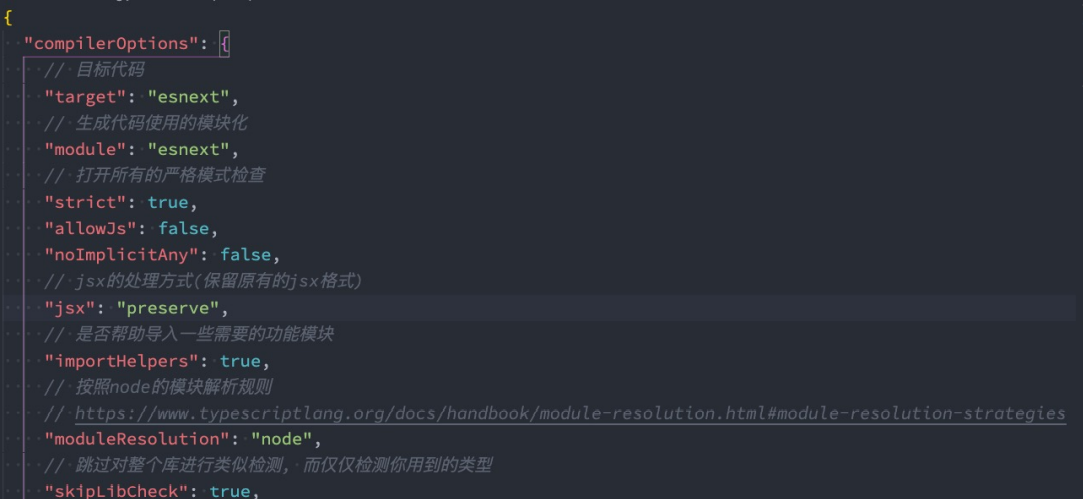 {
"compilerOptions": {
// 目标代码
"target": "esnext",
// 生成代码使用的模块化
"module": "esnext",
// 打开所有的严格模式检查
"strict": true,
"allowJs": false,
"noImplicitAny": false,
// jsx的处理方式(保留原有的jsx格式)
"jsx": "preserve",
// 是否帮助导入一些需要的功能模块
"importHelpers": true,
// 按照node的模块解析规则
// https://www.typescriptlang.org/docs/handbook/module-resolution.html#module-resolution-strategies
"moduleResolution": "node",
// 跳过对整个库进行类似检测, 而仅仅检测你用到的类型
"skipLibCheck": true,